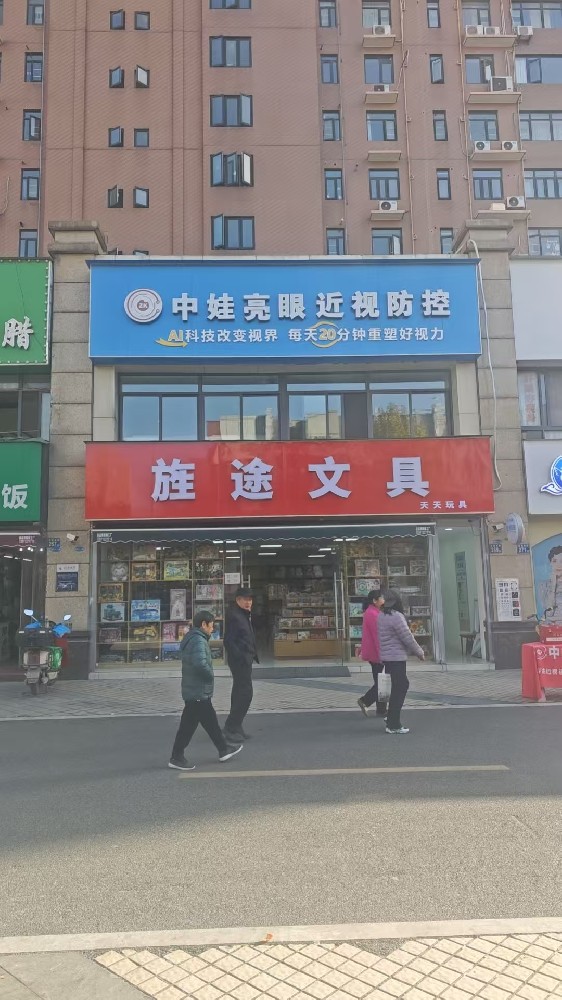 中娃亮眼近视防控
AI科技改变视界 每天20分钟重塑好视力
腊
饭
旌途文具
天天玩具
中